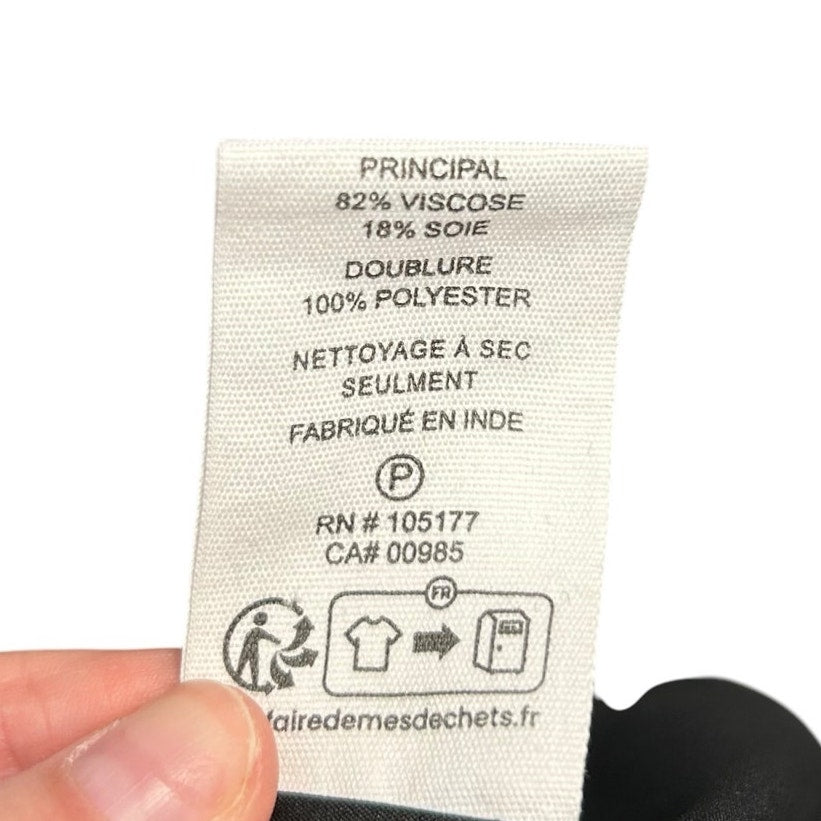 PRINCIPAL
82% VISCOSE
18% SOIE
DOUBLURE
100% POLYESTER
NETTOYAGE À SEC
SEULMENT
FABRIQUÉ EN INDE
P
RN # 105177
CA# 00985
FR
fairedemesdechets.fr